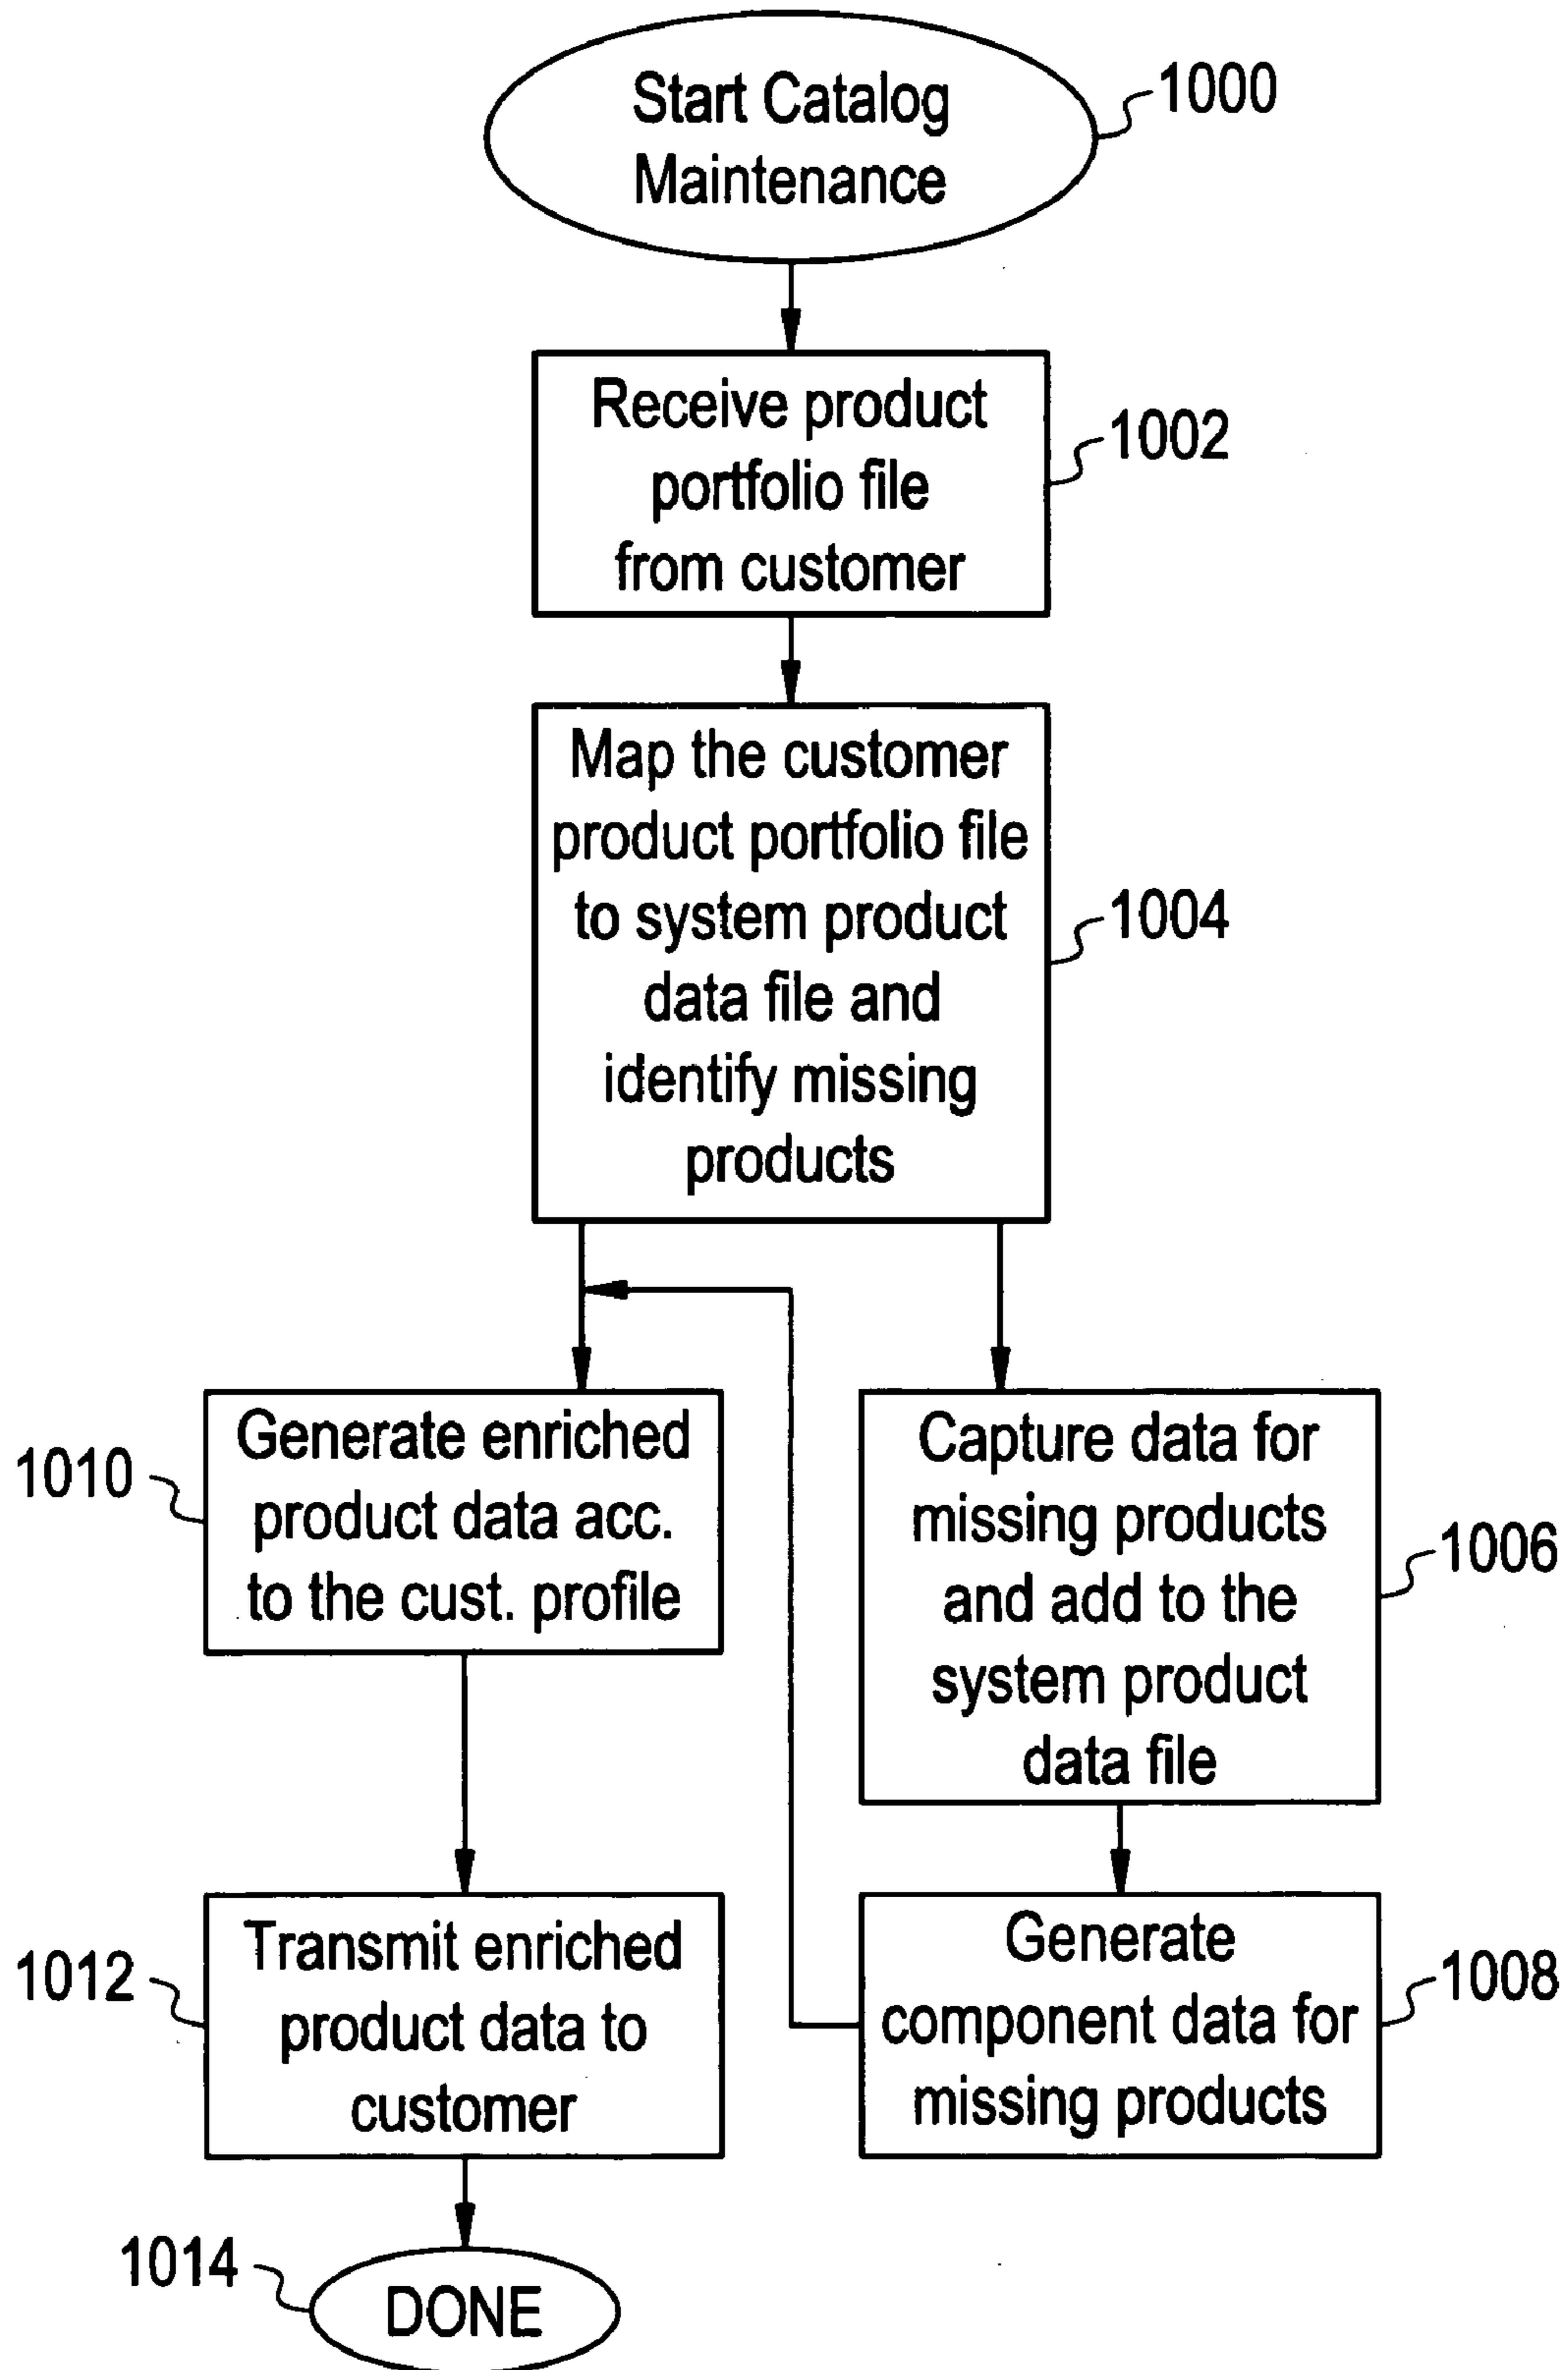 Start Catalog
Maintenance
1000
Receive product
portfolio file
from customer
1002
Map the customer
product portfolio file
to system product
data file and
identify missing
products
1004
Generate enriched
product data acc.
to the cust. profile
1010
Capture data for
missing products
and add to the
system product
data file
1006
Transmit enriched
product data to
customer
1012
Generate
component data for
missing products
1008
1014
DONE